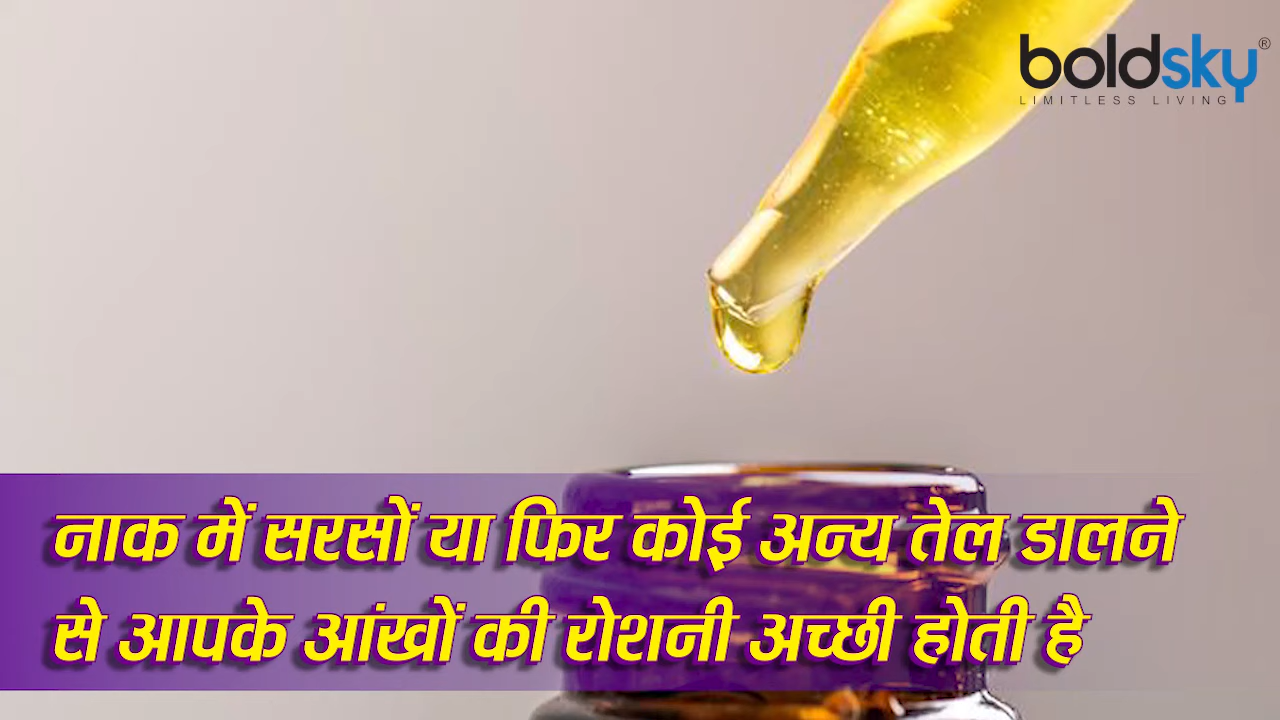 boldsky®
LIMITLESS LIVING
नाक में सरसों या फिर कोई अन्य तेल डालने
से आपके आंखों की रोशनी अच्छी होती है